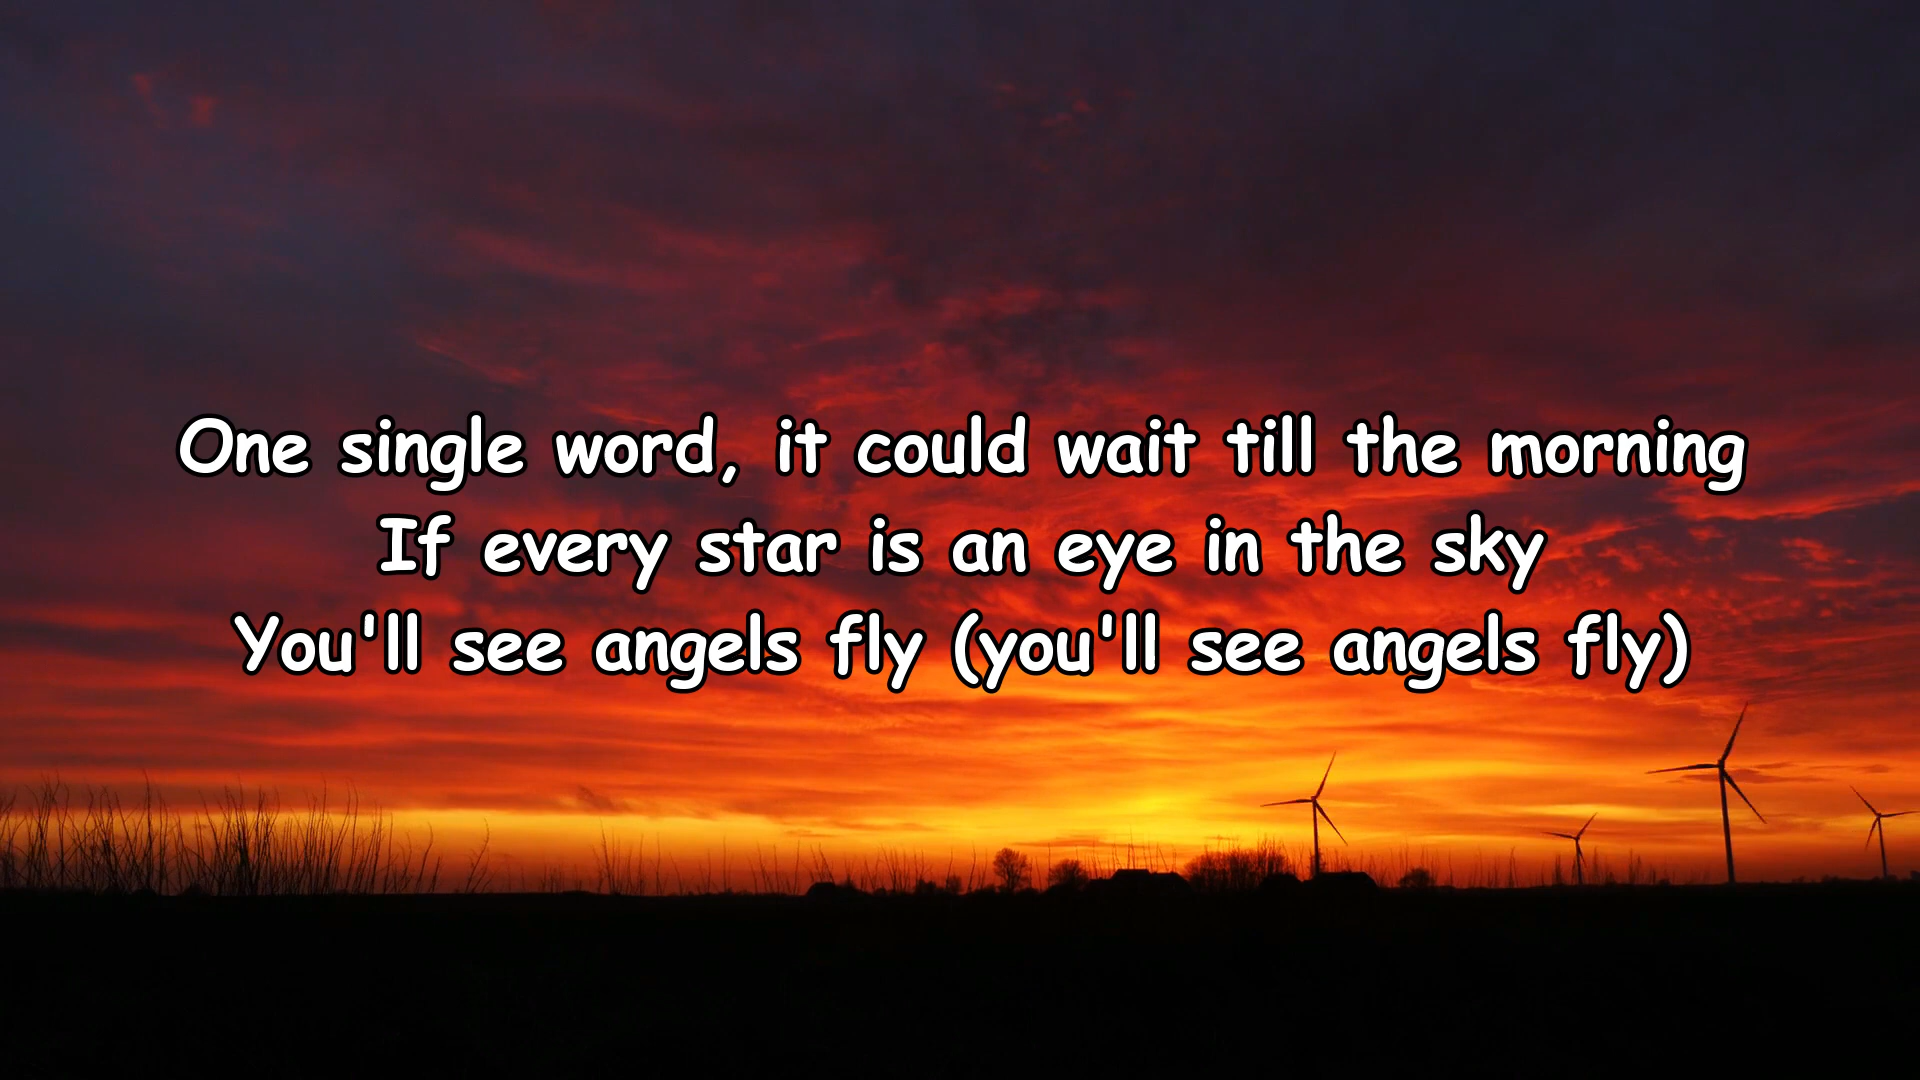 One single word, it could wait till the morning
If every star is an eye in the sky
You'll see angels fly (you'll see angels fly)